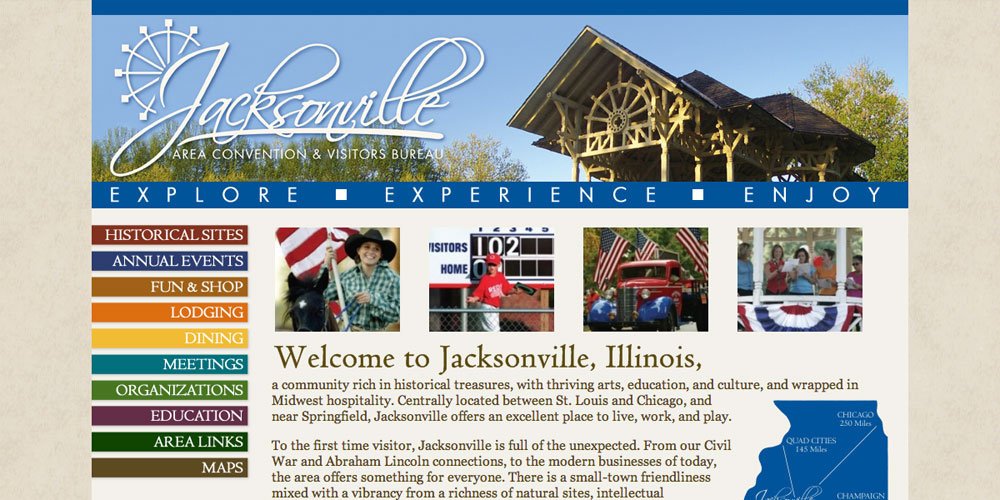 Jacksonville
AREA CONVENTION & VISITORS BUREAU
EXPLORE ■ EXPERIENCE ■ ENJOY
HISTORICAL SITES
ANNUAL EVENTS
FUN & SHOP
LODGING
DINING
MEETINGS
ORGANIZATIONS
EDUCATION
AREA LINKS
MAPS
2 3 4 5
VISITORS 102
HOME 0
Welcome to Jacksonville, Illinois,
a community rich in historical treasures, with thriving arts, education, and culture, and wrapped in
Midwest hospitality. Centrally located between St. Louis and Chicago, and
near Springfield, Jacksonville offers an excellent place to live, work, and play.
To the first time visitor, Jacksonville is full of the unexpected. From our Civil
War and Abraham Lincoln connections, to the modern businesses of today,
the area offers something for everyone. There is a small-town friendliness
mixed with a vibrancy from a richness of natural sites, intellectual
CHICAGO
250 Miles
QUAD CITIES
145 Miles
Jacksonville
CHAMPAIGN